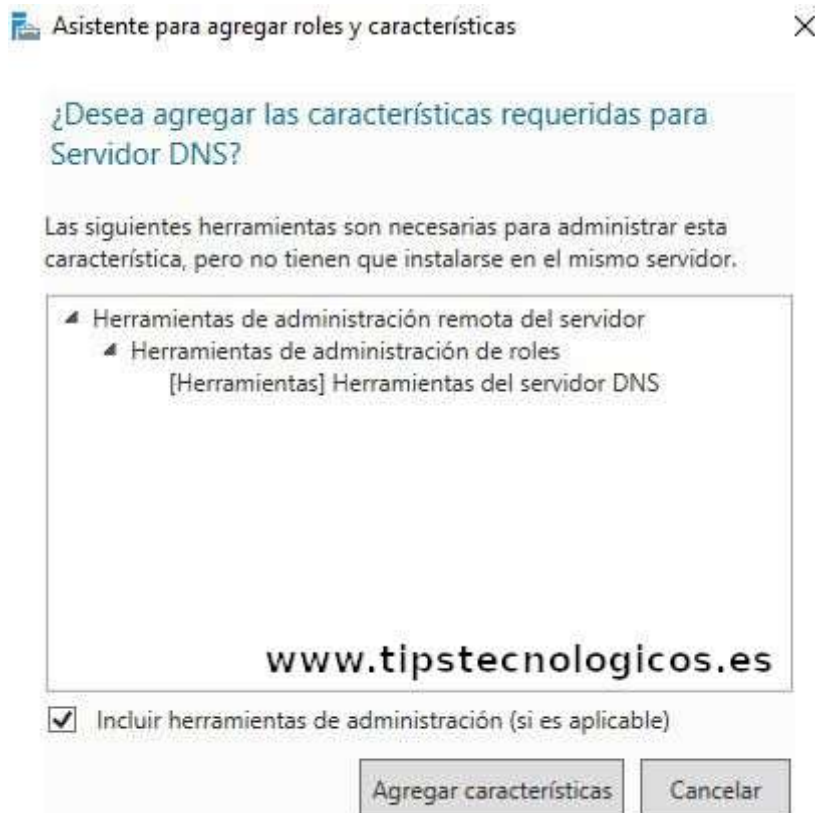 Asistente para agregar roles y características
¿Desea agregar las características requeridas para
Servidor DNS?
Las siguientes herramientas son necesarias para administrar esta
característica, pero no tienen que instalarse en el mismo servidor.
Herramientas de administración remota del servidor
Herramientas de administración de roles
[Herramientas] Herramientas del servidor DNS
www.tipstecnologicos.es
Incluir herramientas de administración (si es aplicable)
Agregar características Cancelar